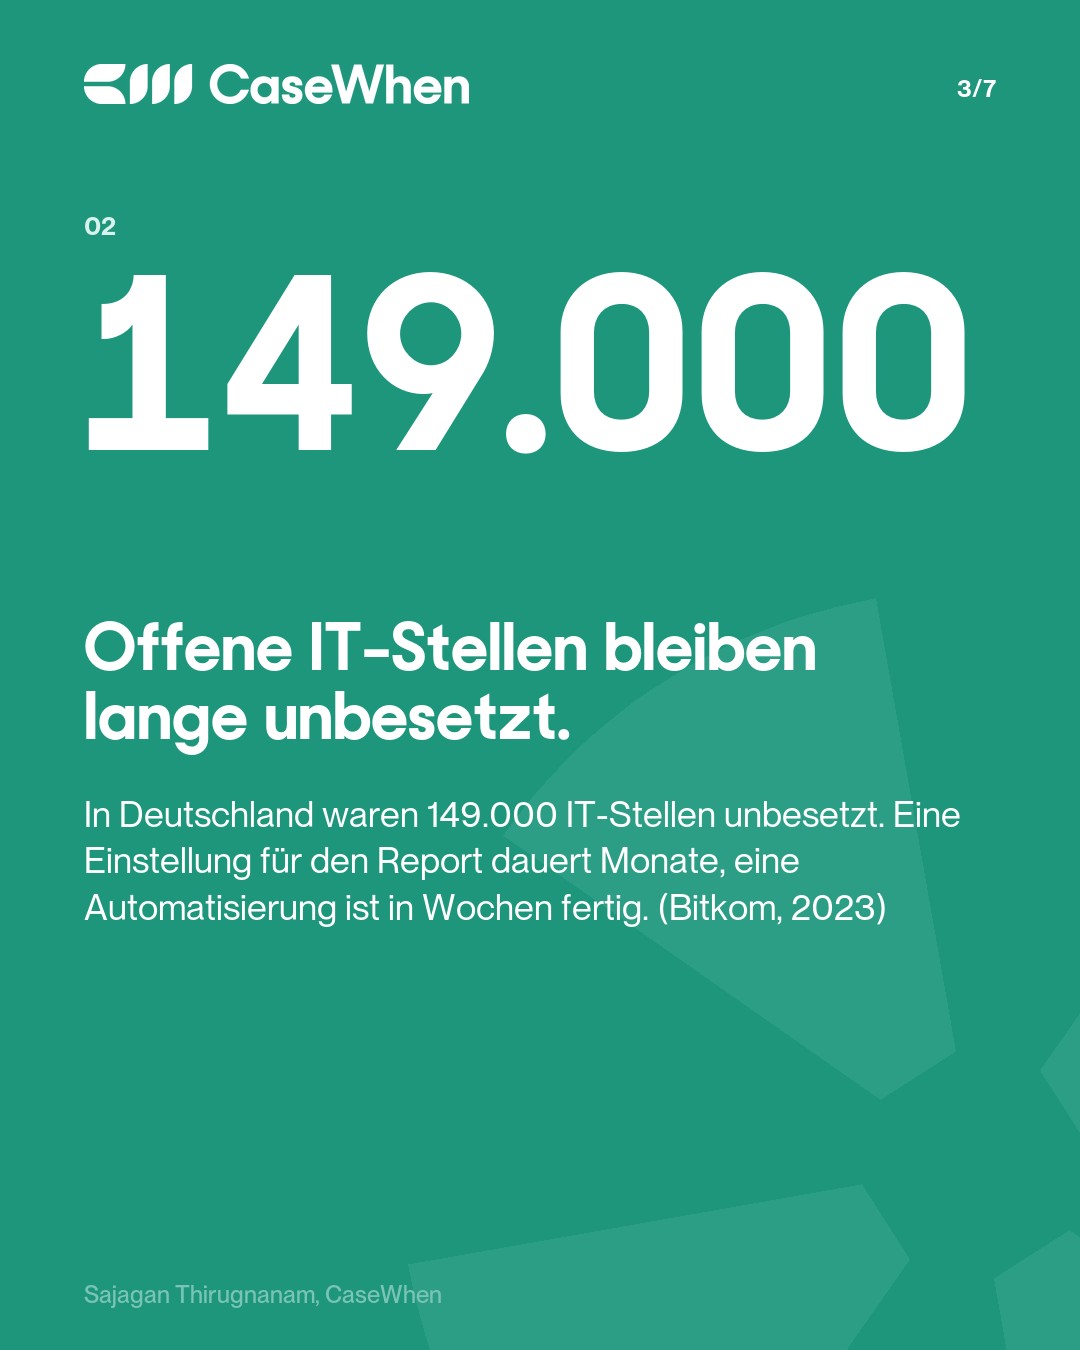 CaseWhen
3/7
02
149.000
Offene IT-Stellen bleiben
lange unbesetzt.
In Deutschland waren 149.000 IT-Stellen unbesetzt. Eine
Einstellung für den Report dauert Monate, eine
Automatisierung ist in Wochen fertig. (Bitkom, 2023)
Sajagan Thirugnanam, CaseWhen